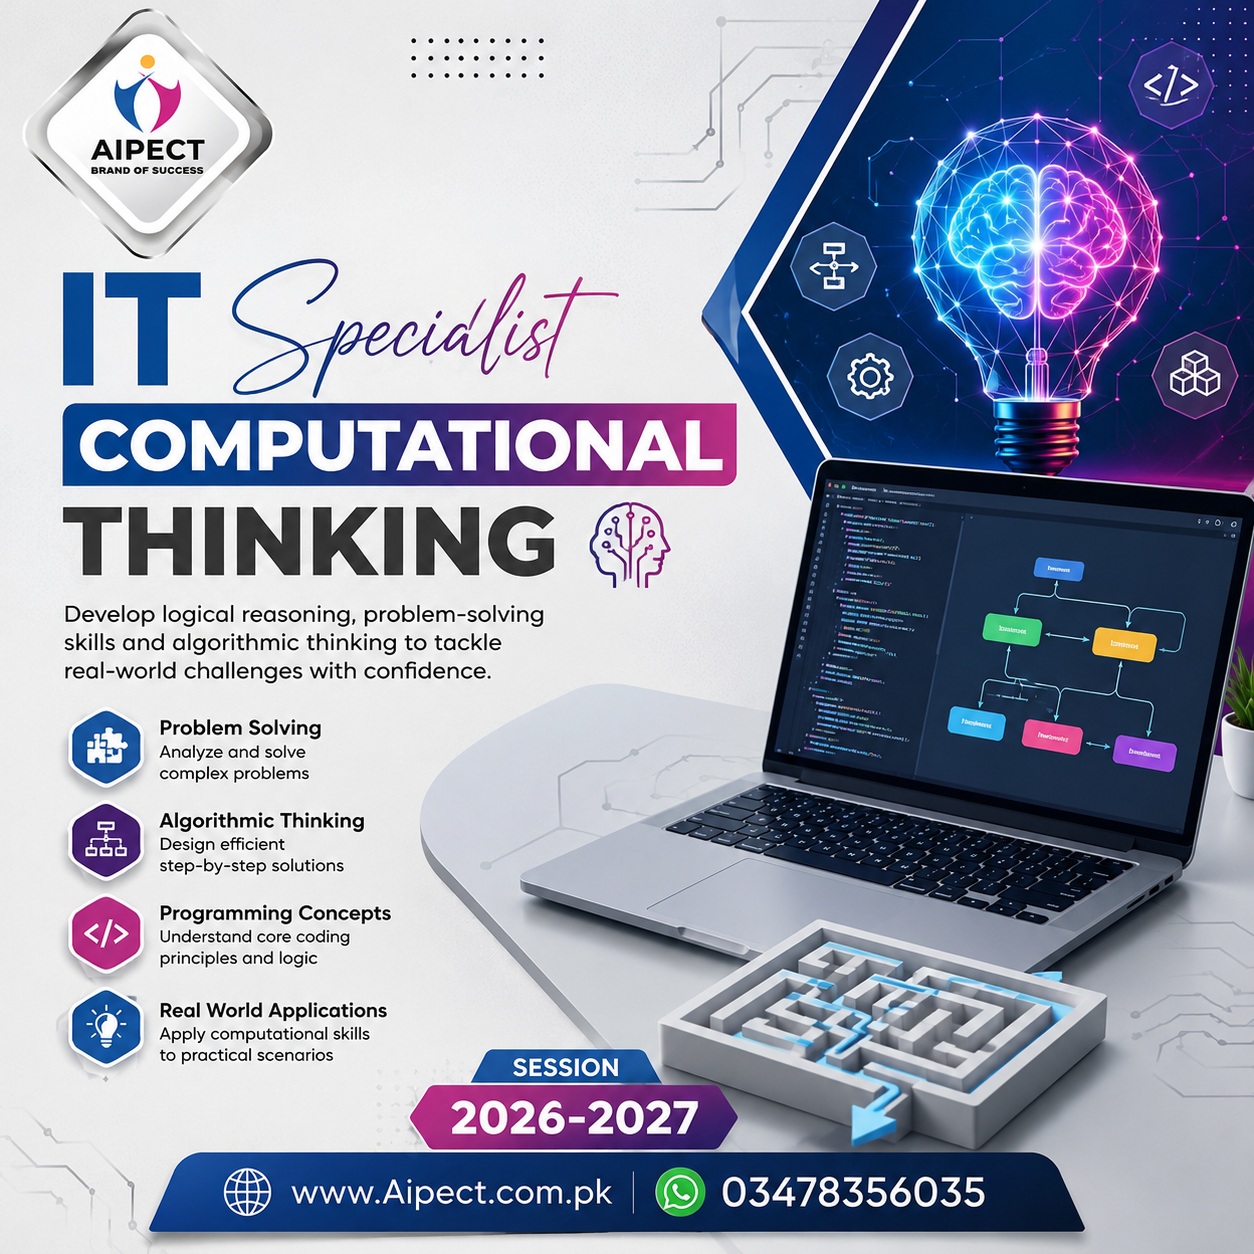 AIPECT
BRAND OF SUCCESS
IT Specialist
COMPUTATIONAL
THINKING
Develop logical reasoning, problem-solving
skills and algorithmic thinking to tackle
real-world challenges with confidence.
Problem Solving
Analyze and solve
complex problems
Algorithmic Thinking
Design efficient
step-by-step solutions
</>
Programming Concepts
Understand core coding
principles and logic
Real World Applications
Apply computational skills
to practical scenarios
SESSION
2026-2027
www.Aipect.com.pk
03478356035
</>